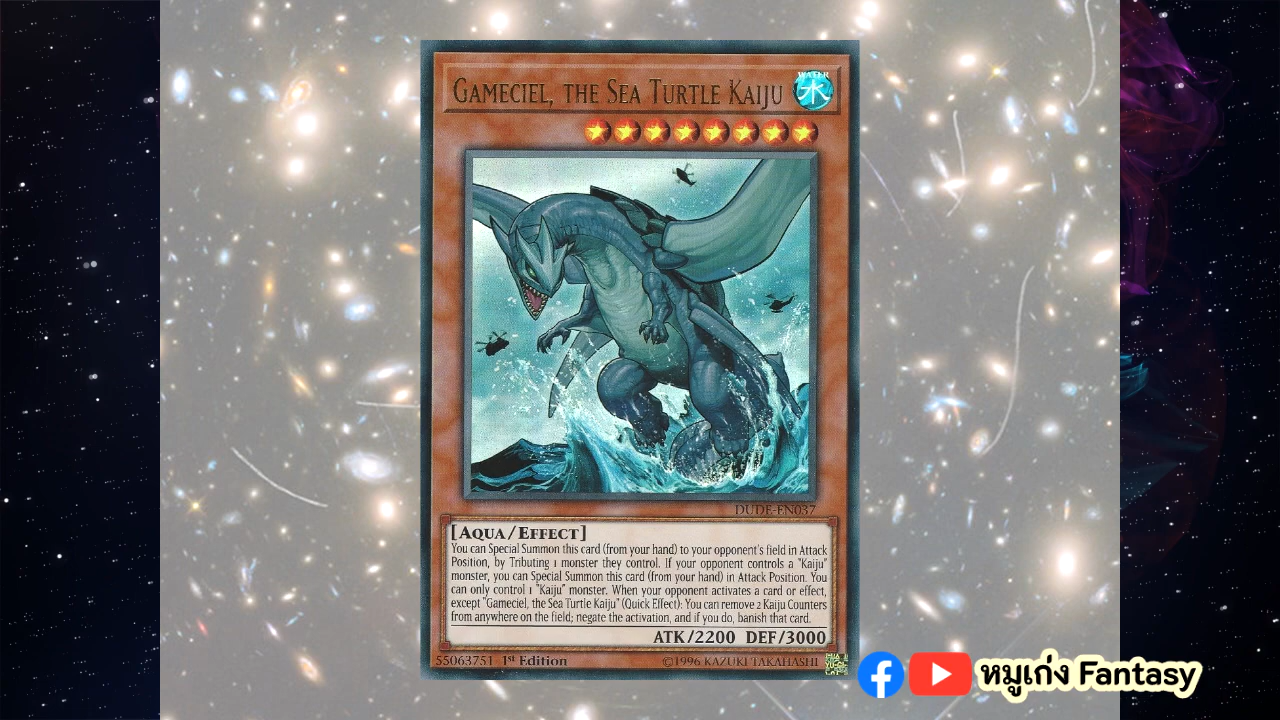 GAMECIEL, THE SEA TURTLE KAIJU
WATER
水
DUDE-EN037
[AQUA/EFFECT]
You can Special Summon this card (from your hand) to your opponent's field in Attack
Position, by Tributing 1 monster they control. If your opponent controls a "Kaiju"
monster, you can Special Summon this card (from your hand) in Attack Position. You
can only control 1 "Kaiju" monster. When your opponent activates a card or effect,
except "Gameciel, the Sea Turtle Kaiju" (Quick Effect): You can remove 2 Kaiju Counters
from anywhere on the field; negate the activation, and if you do, banish that card.
ATK/2200 DEF/3000
55063751 1st Edition
©1996 KAZUKI TAKAHASHI
หมูเก่ง Fantasy